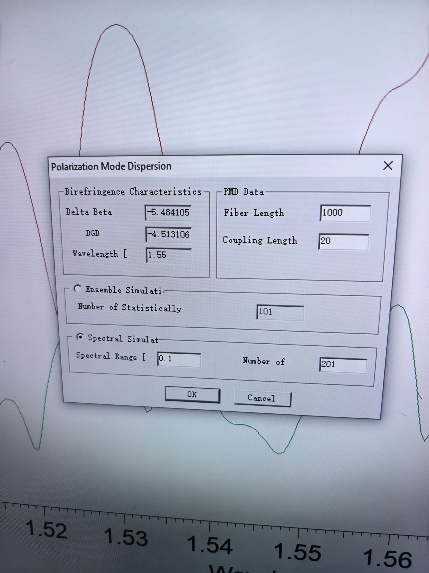 Polarization Mode Dispersion
Birefringence Characteristics
Delta Beta -5.484105
DGD -4.513106
Wavelength [ 1.55
PMD Data
Fiber Length 1000
Coupling Length 20
Ensemble Simulati
Number of Statistically 101
Spectral Simulat
Spectral Range [ 0.1 Number of 201
OK Cancel
1.52 1.53 1.54 1.55 1.56